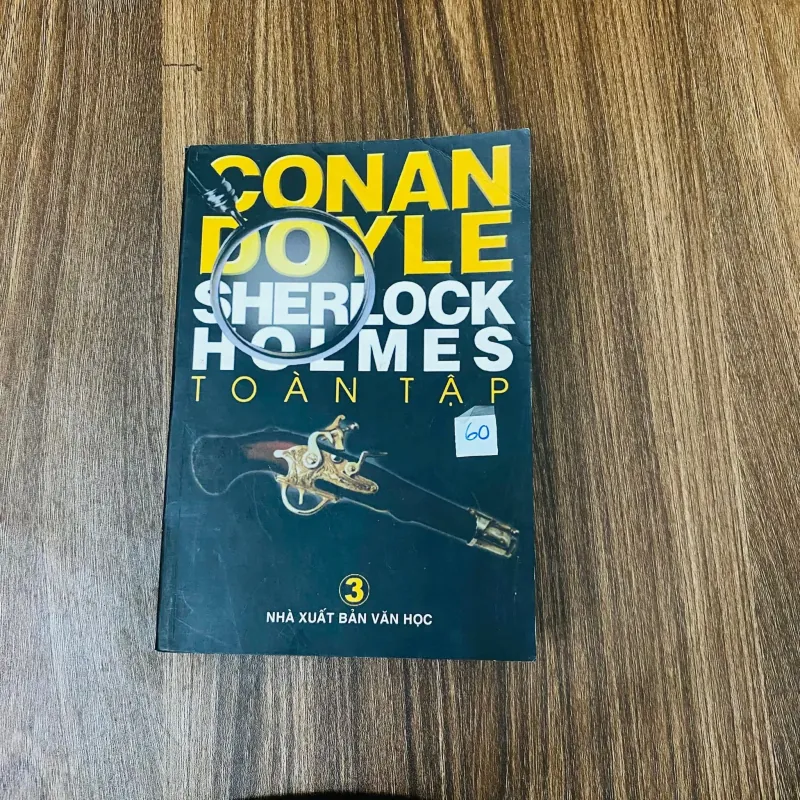 CONAN
DOYLE
SHERLOCK
HOLMES
TOÀN TẬP
60
3
NHÀ XUẤT BẢN VĂN HỌC